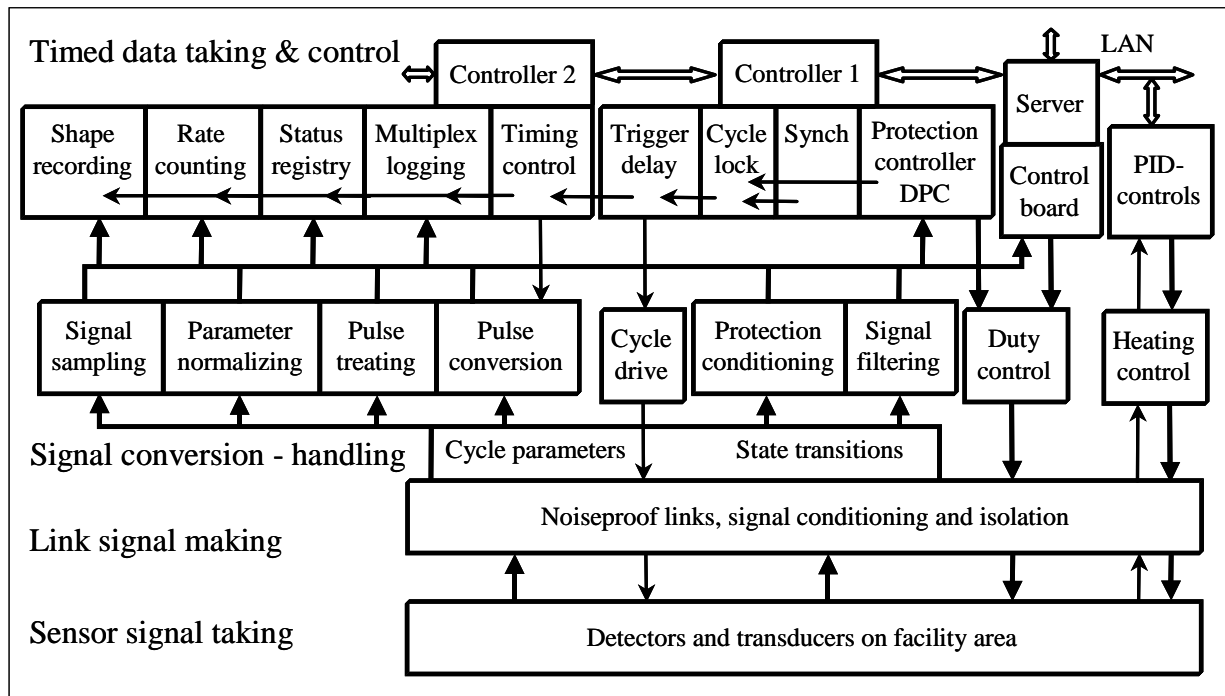 Timed data taking & control
LAN
Controller 2
Controller 1
Server
Shape
recording
Rate
counting
Status
registry
Multiplex
logging
Timing
control
Trigger
delay
Cycle
lock
Synch
Protection
controller
DPC
Control
board
PID-
controls
Signal
sampling
Parameter
normalizing
Pulse
treating
Pulse
conversion
Cycle
drive
Protection
conditioning
Signal
filtering
Duty
control
Heating
control
Signal conversion - handling
Cycle parameters
State transitions
Noiseproof links, signal conditioning and isolation
Link signal making
Sensor signal taking
Detectors and transducers on facility area